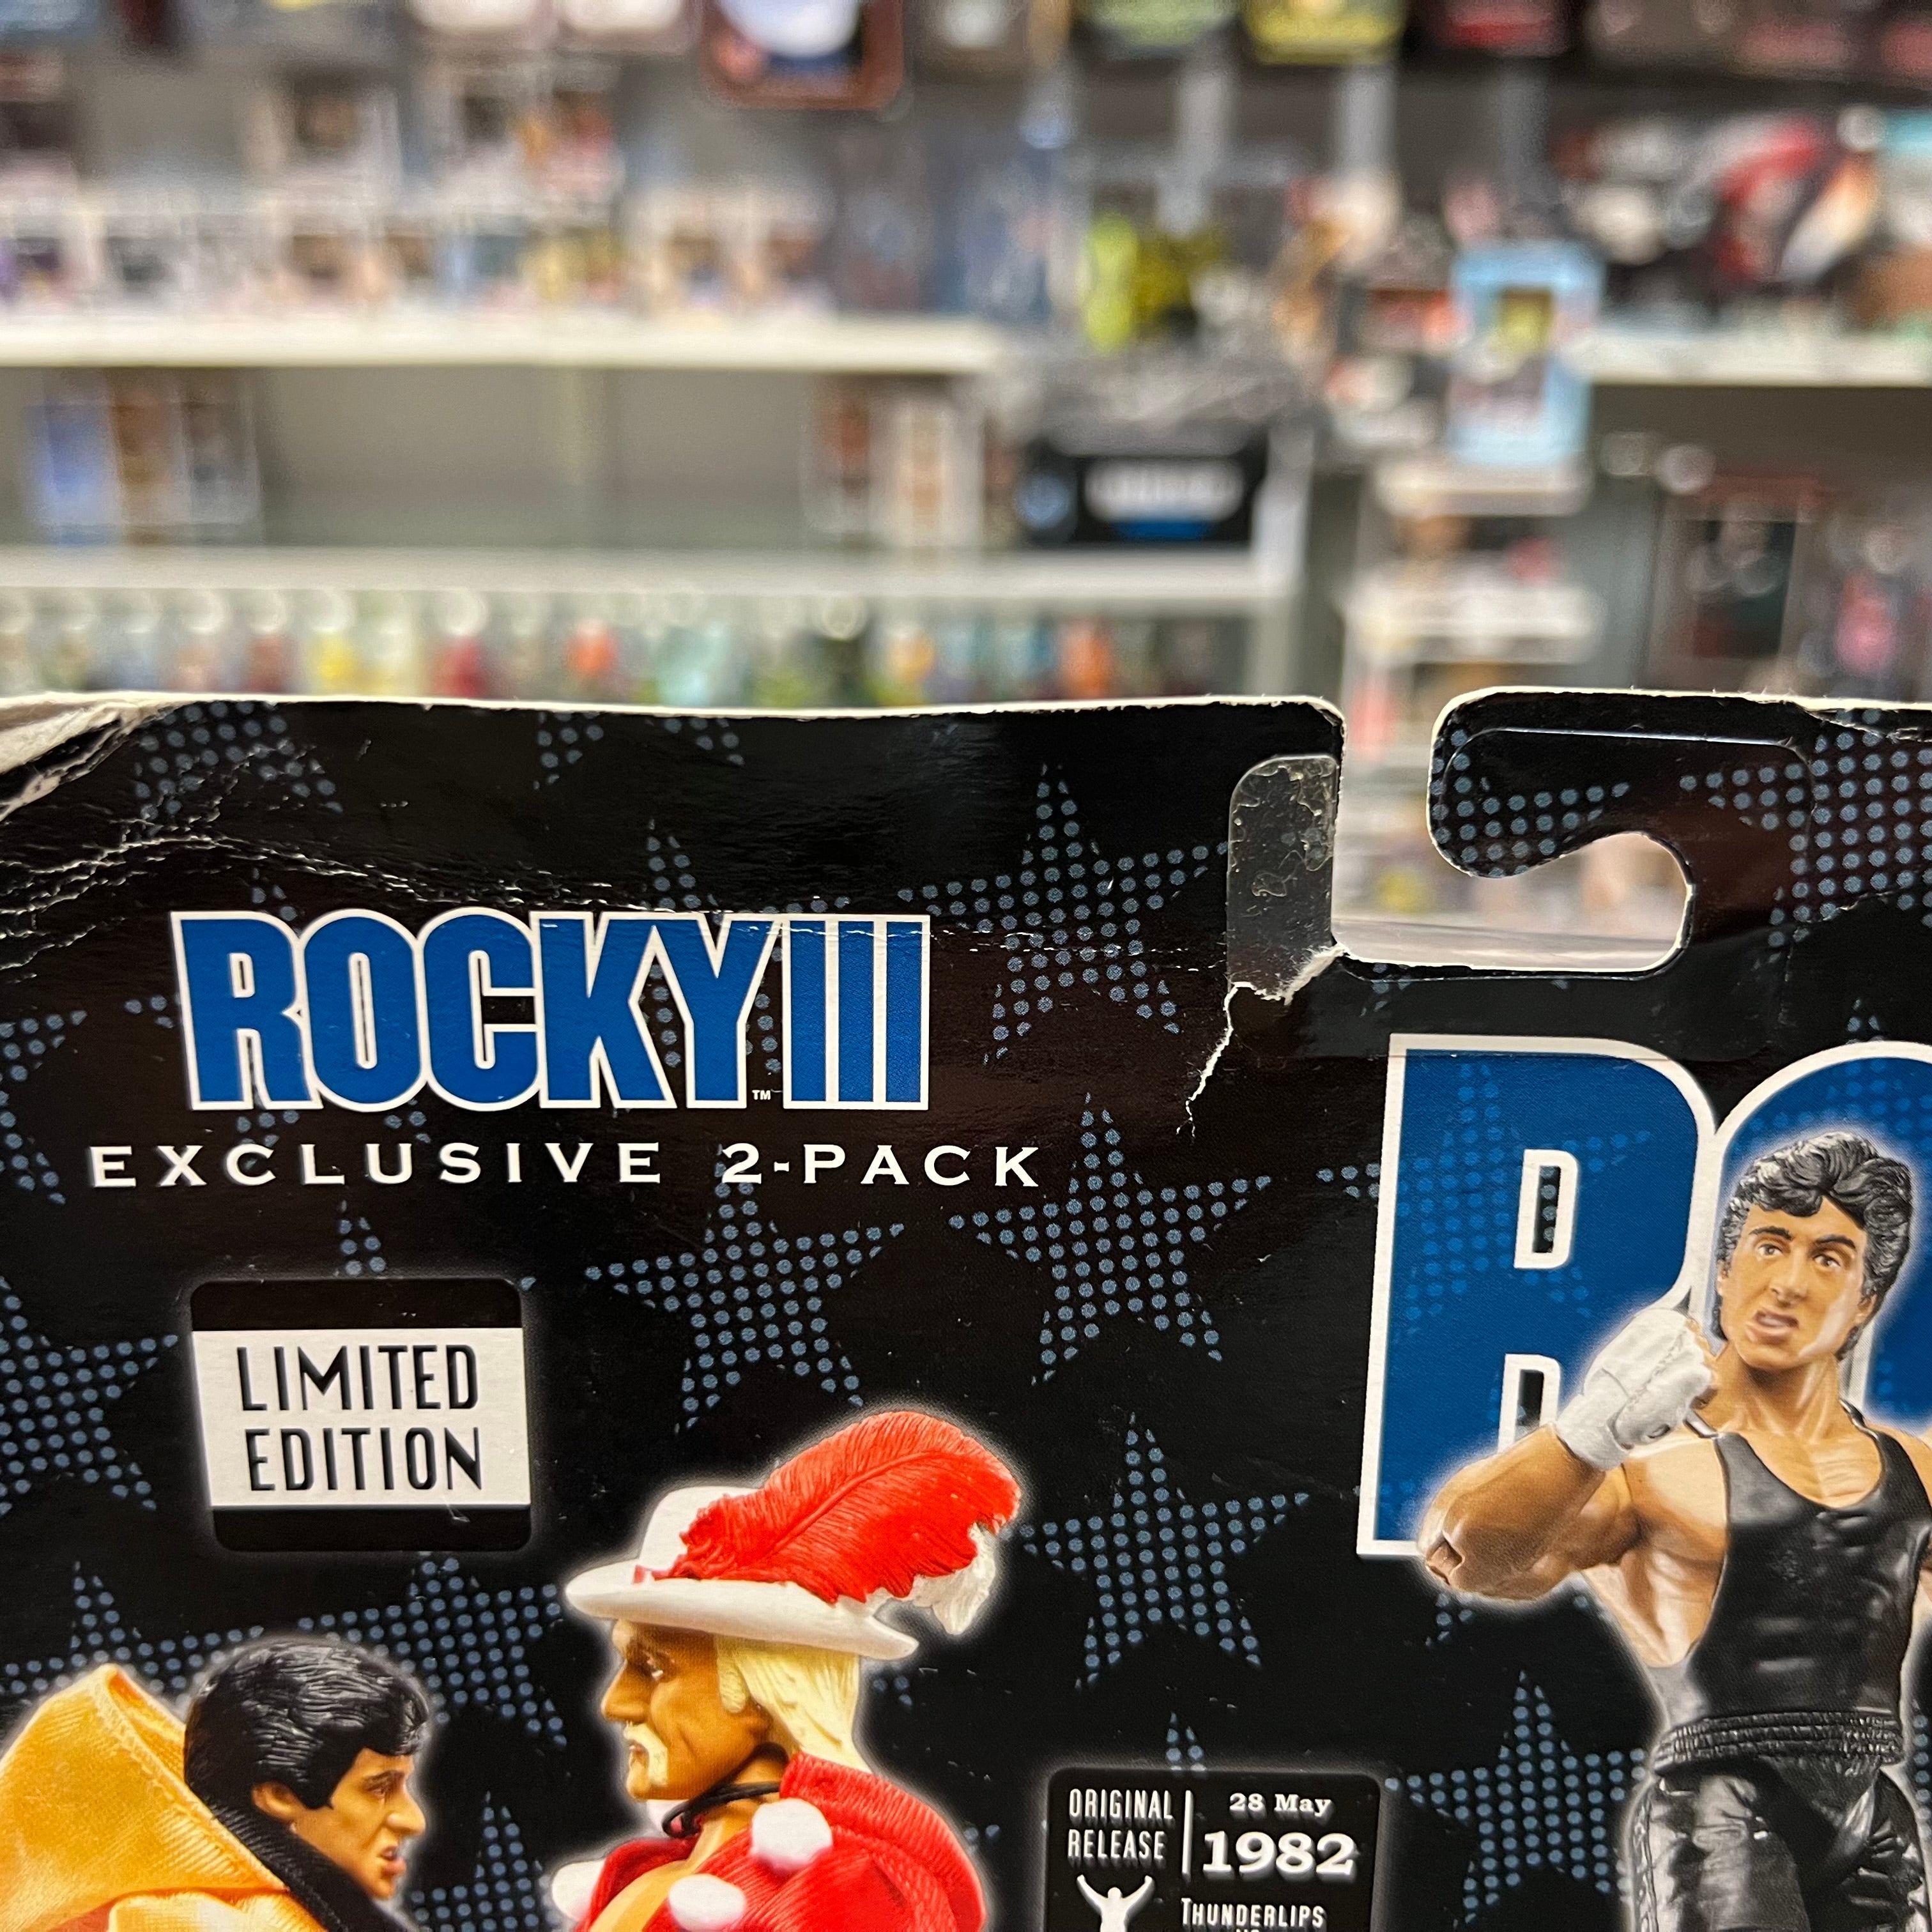 ROCKY III
™
EXCLUSIVE 2-PACK
LIMITED
EDITION
ORIGINAL
RELEASE
28 May
1982
THUNDERLIPS